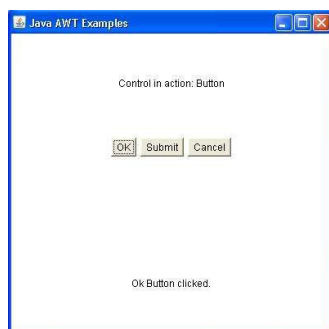 Java AWT Examples
Control in action: Button
OK Submit Cancel
Ok Button clicked.